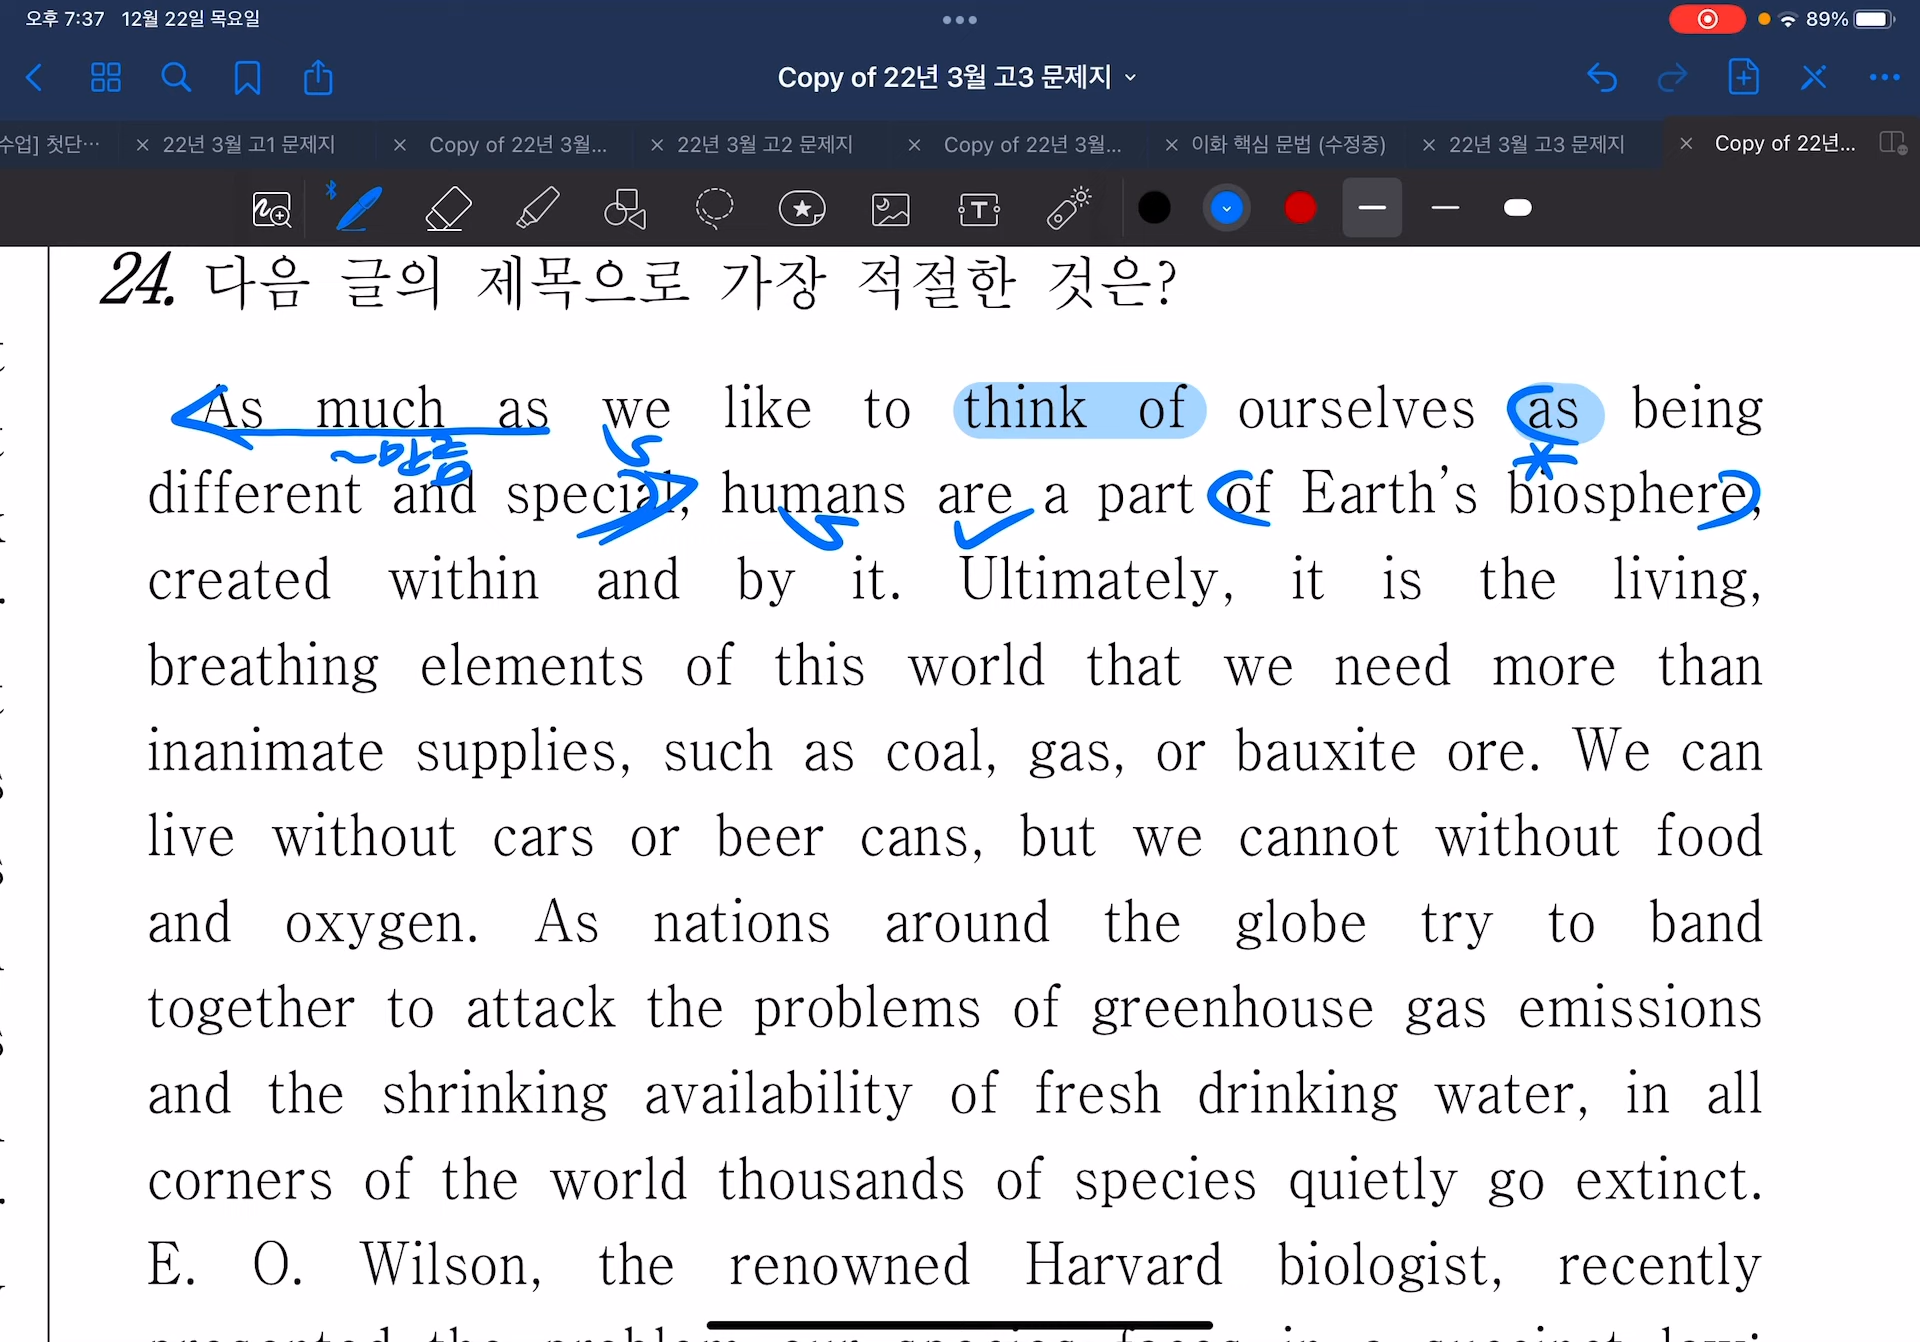 오후 7:37 12월 22일 목요일
89%
Copy of 22년 3월 고3 문제지
수업] 첫단… × 22년 3월 고1 문제지 × Copy of 22년 3월... × 22년 3월 고2 문제지 × Copy of 22년 3월... × 이화 핵심 문법 (수정중) × 22년 3월 고3 문제지 × Copy of 22년...
24. 다음 글의 제목으로 가장 적절한 것은?
As much as we like to think of ourselves as being
~만큼
different and special, humans are a part of Earth's biosphere,
created within and by it. Ultimately, it is the living,
breathing elements of this world that we need more than
inanimate supplies, such as coal, gas, or bauxite ore. We can
live without cars or beer cans, but we cannot without food
and oxygen. As nations around the globe try to band
together to attack the problems of greenhouse gas emissions
and the shrinking availability of fresh drinking water, in all
corners of the world thousands of species quietly go extinct.
E. O. Wilson, the renowned Harvard biologist, recently
presented the problem our species faces in a succinct law: